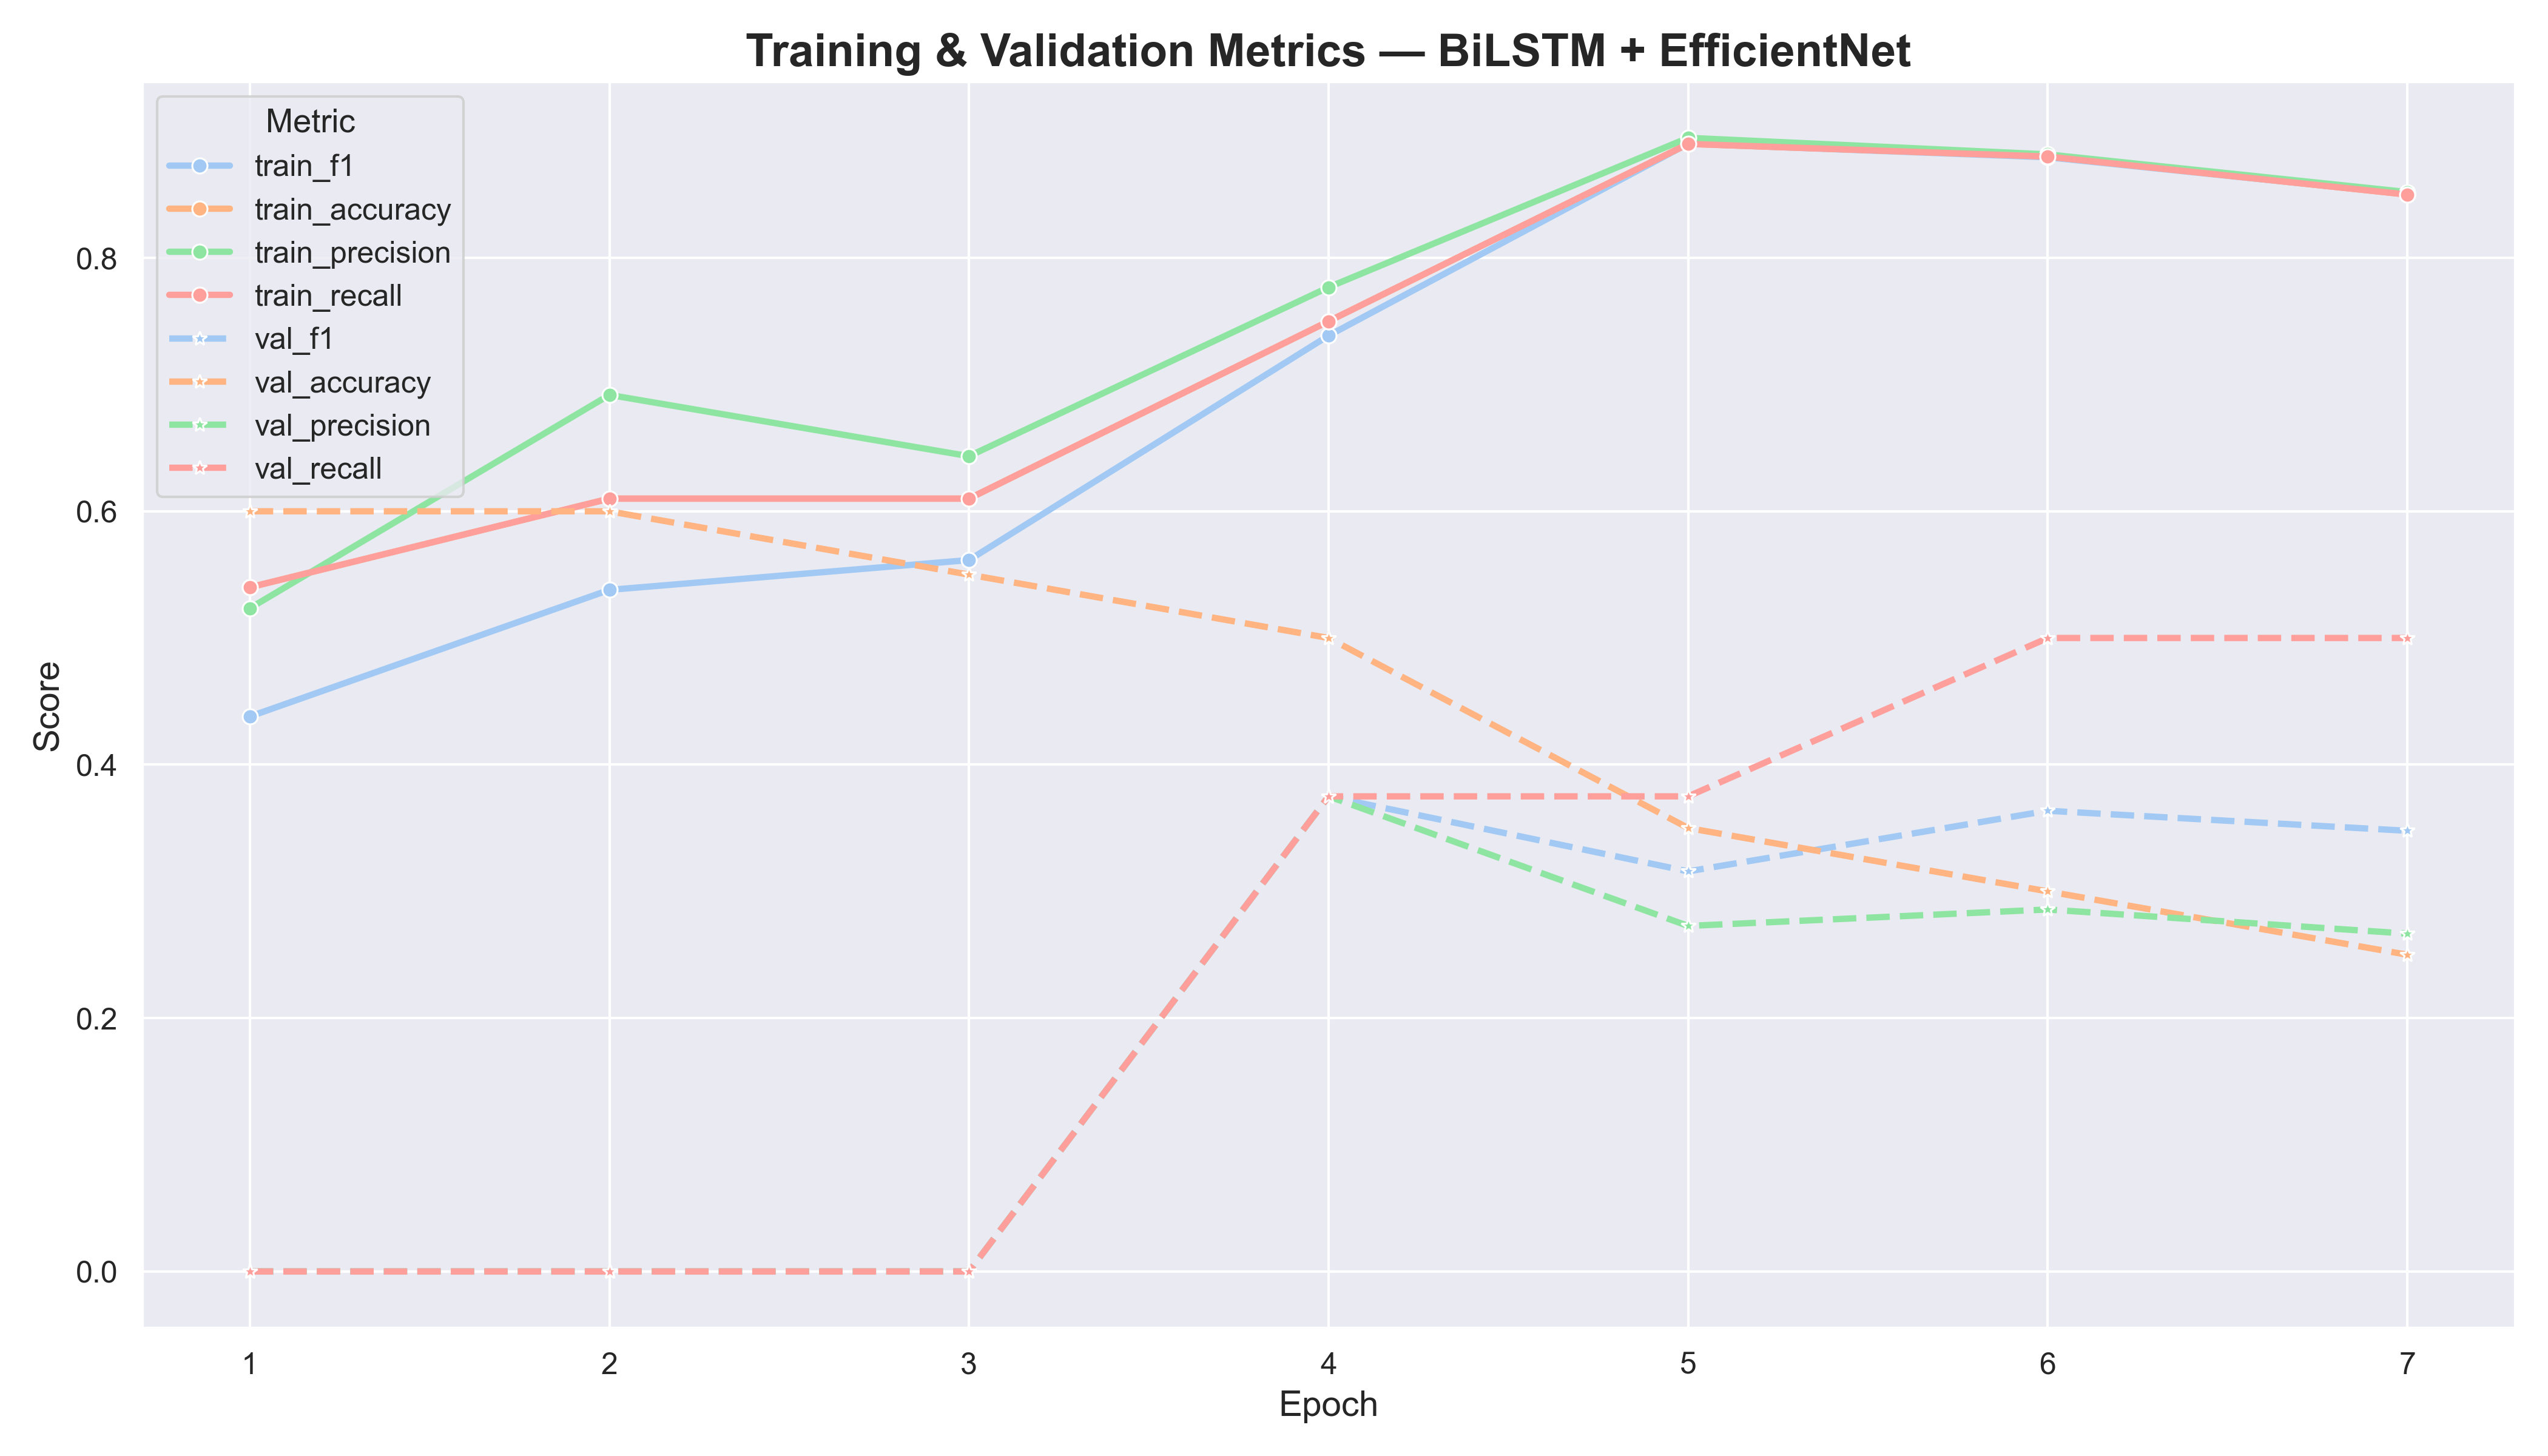 Training & Validation Metrics — BiLSTM + EfficientNet
Metric
train_f1
train_accuracy
train_precision
train_recall
val_f1
val_accuracy
val_precision
val_recall
Score
0.8
0.6
0.4
0.2
0.0
1 2 3 4 5 6 7
Epoch